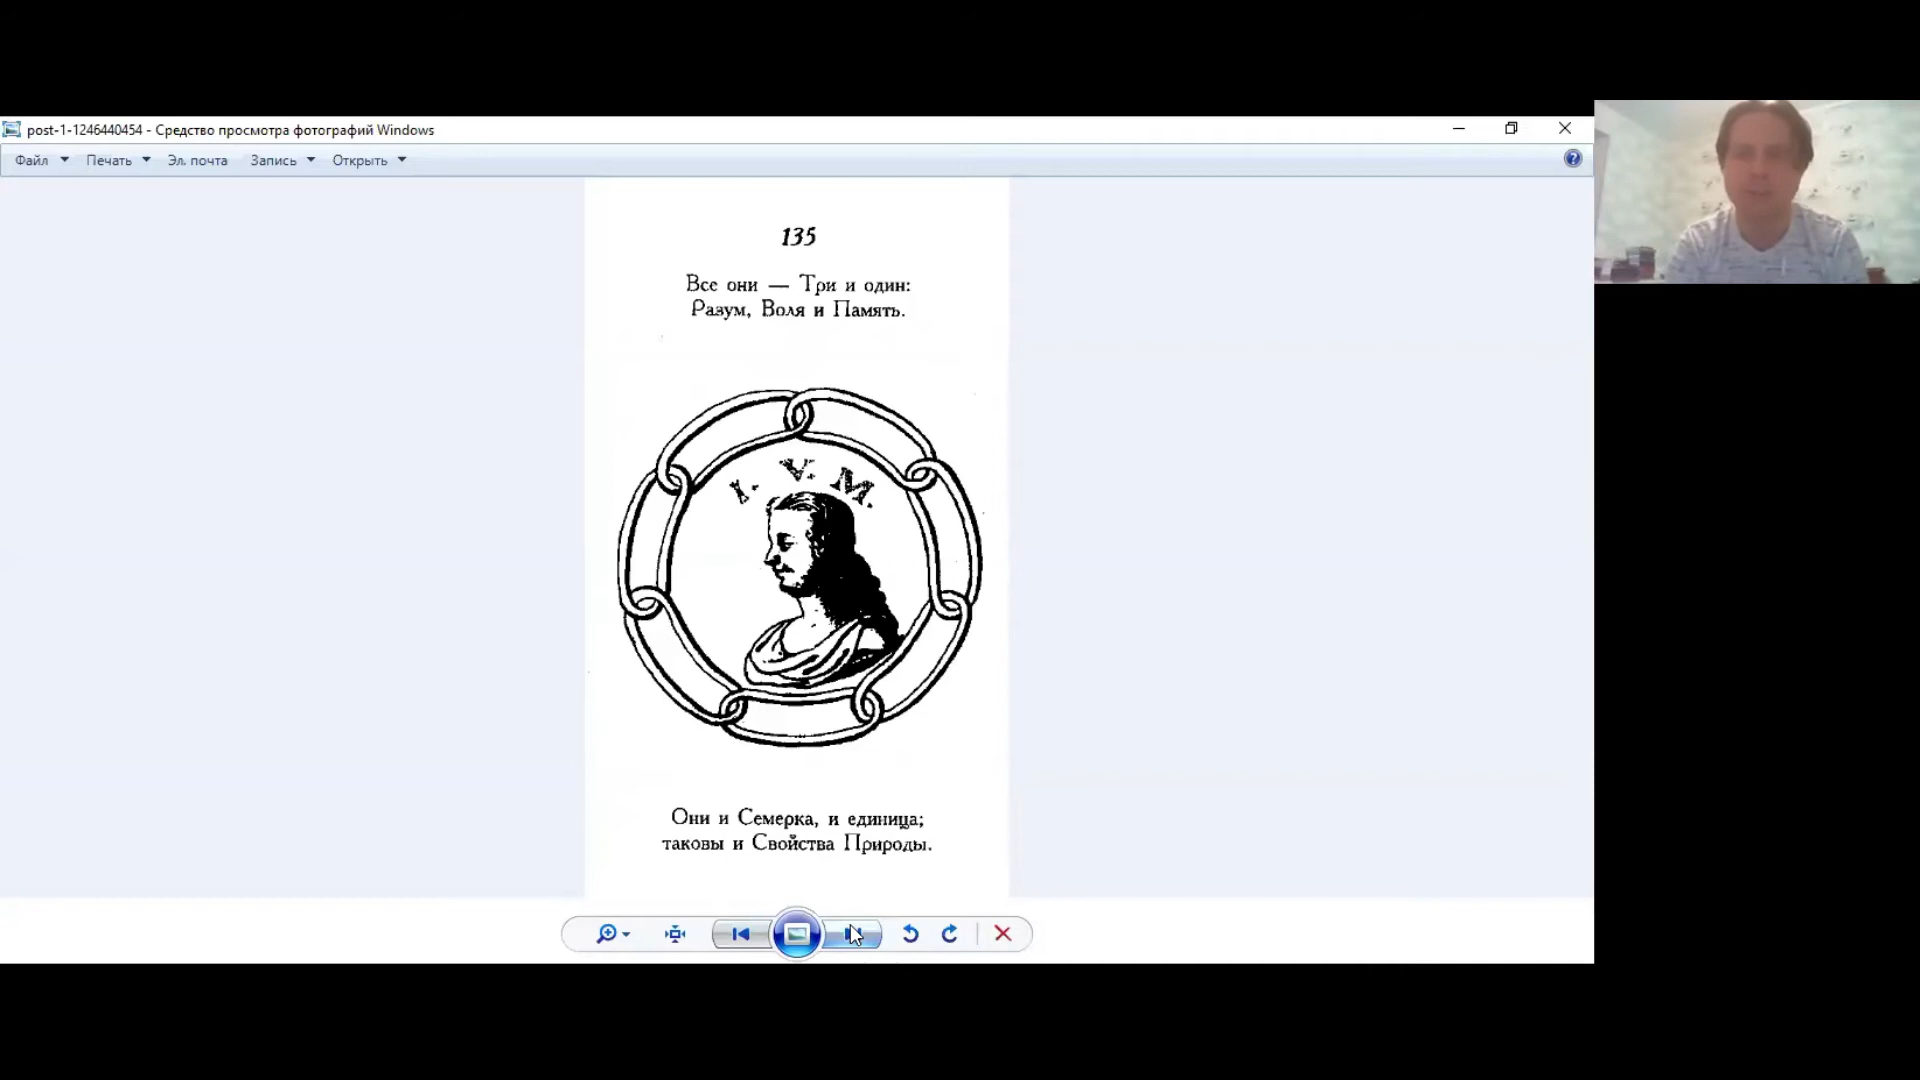 post-1-1246440454 - Средство просмотра фотографий Windows
Файл Печать Эл. почта Запись Открыть
135
Все они — Три и один:
Разум, Воля и Память.
I. V. M.
Они и Семерка, и единица;
таковы и Свойства Природы.